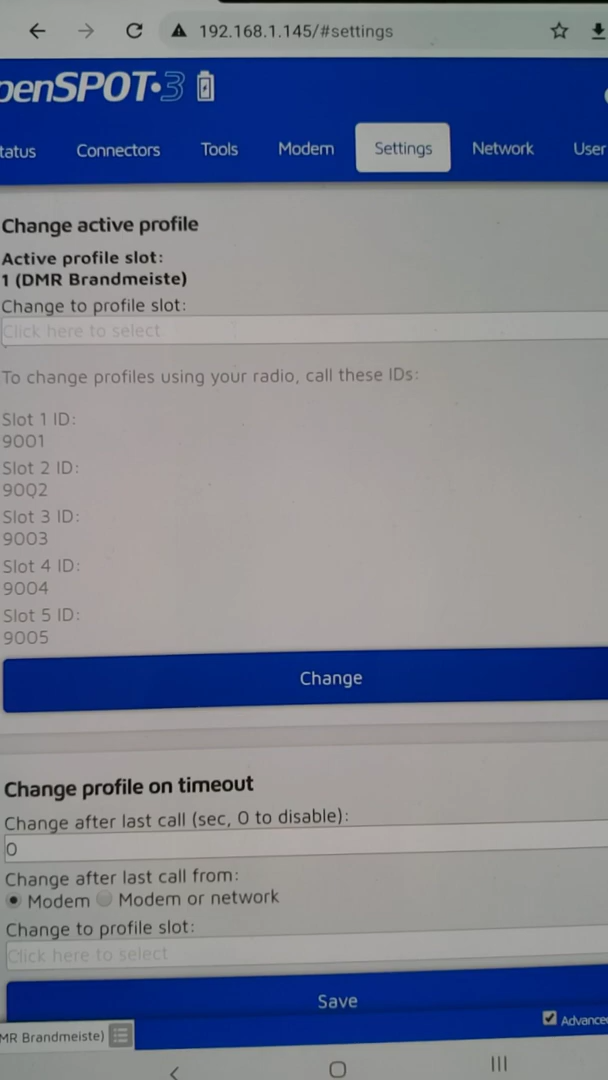 192.168.1.145/#settings
penSPOT•3
tatus Connectors Tools Modem Settings Network User
Change active profile
Active profile slot:
1 (DMR Brandmeiste)
Change to profile slot:
Click here to select
To change profiles using your radio, call these IDs:
Slot 1 ID:
9001
Slot 2 ID:
9002
Slot 3 ID:
9003
Slot 4 ID:
9004
Slot 5 ID:
9005
Change
Change profile on timeout
Change after last call (sec, 0 to disable):
0
Change after last call from:
Modem Modem or network
Change to profile slot:
Click here to select
Save
MR Brandmeiste)
Advance